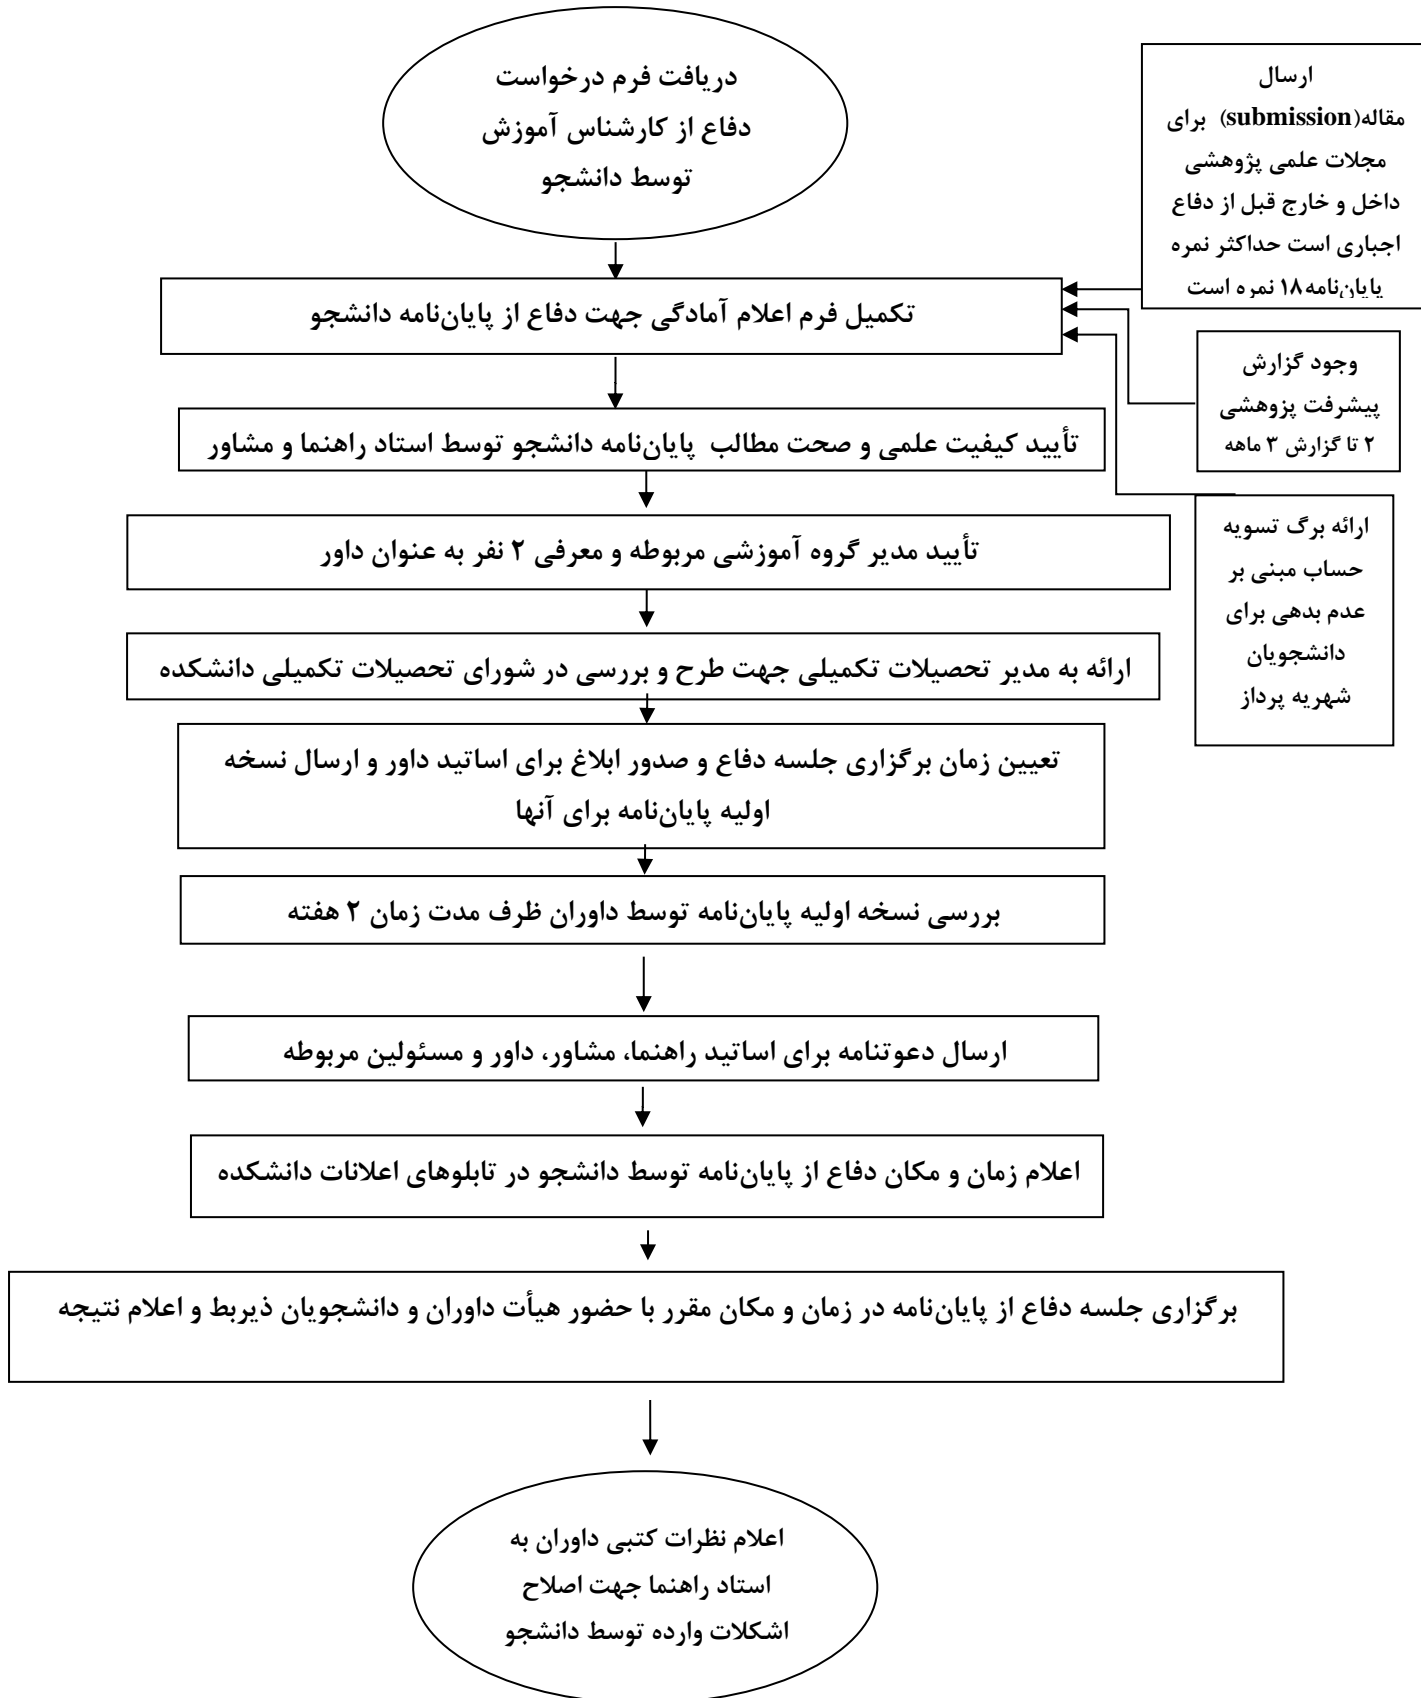 دریافت فرم درخواست
دفاع از کارشناس آموزش
توسط دانشجو
ارسال
مقاله(submission) برای
مجلات علمی پژوهشی
داخل و خارج قبل از دفاع
اجباری است حداکثر نمره
پایان‌نامه ۱۸ نمره است
تکمیل فرم اعلام آمادگی جهت دفاع از پایان‌نامه دانشجو
وجود گزارش
پیشرفت پزوهشی
۲ تا گزارش ۳ ماهه
تأیید کیفیت علمی و صحت مطالب پایان‌نامه دانشجو توسط استاد راهنما و مشاور
ارائه برگ تسویه
حساب مبنی بر
عدم بدهی برای
دانشجویان
شهریه پرداز
تأیید مدیر گروه آموزشی مربوطه و معرفی ۲ نفر به عنوان داور
ارائه به مدیر تحصیلات تکمیلی جهت طرح و بررسی در شورای تحصیلات تکمیلی دانشکده
تعیین زمان برگزاری جلسه دفاع و صدور ابلاغ برای اساتید داور و ارسال نسخه
اولیه پایان‌نامه برای آنها
بررسی نسخه اولیه پایان‌نامه توسط داوران ظرف مدت زمان ۲ هفته
ارسال دعوتنامه برای اساتید راهنما، مشاور، داور و مسئولین مربوطه
اعلام زمان و مکان دفاع از پایان‌نامه توسط دانشجو در تابلوهای اعلانات دانشکده
برگزاری جلسه دفاع از پایان‌نامه در زمان و مکان مقرر با حضور هیأت داوران و دانشجویان ذیربط و اعلام نتیجه
اعلام نظرات کتبی داوران به
استاد راهنما جهت اصلاح
اشکلات وارده توسط دانشجو